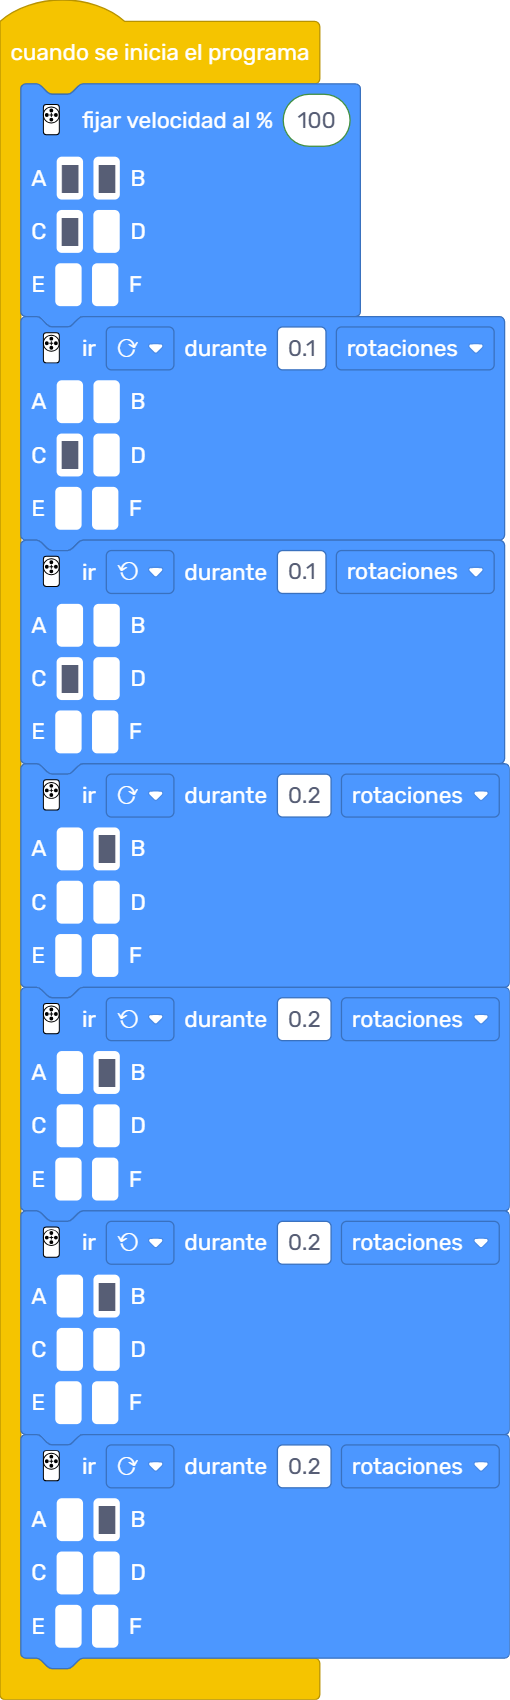 cuando se inicia el programa
fijar velocidad al % 100
A B
C D
E F
ir durante 0.1 rotaciones
A B
C D
E F
ir durante 0.1 rotaciones
A B
C D
E F
ir durante 0.2 rotaciones
A B
C D
E F
ir durante 0.2 rotaciones
A B
C D
E F
ir durante 0.2 rotaciones
A B
C D
E F
ir durante 0.2 rotaciones
A B
C D
E F